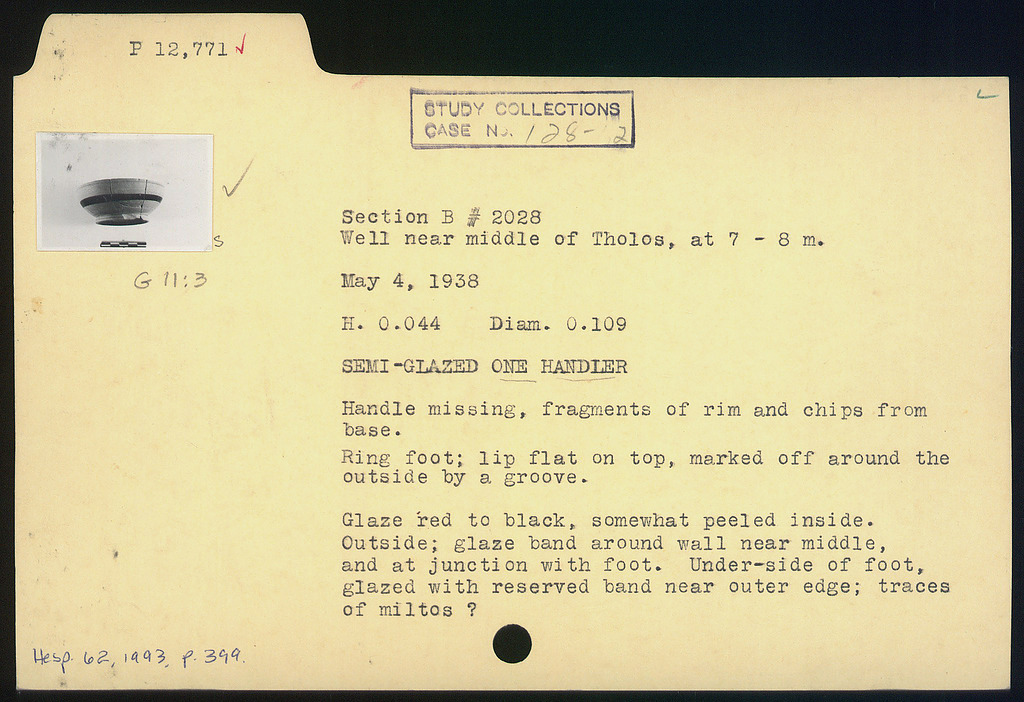 P 12,771
STUDY COLLECTIONS
CASE No. 128-12
Section B # 2028
Well near middle of Tholos, at 7 - 8 m.
S
G 11:3
May 4, 1938
H. 0.044 Diam. 0.109
SEMI-GLAZED ONE HANDLER
Handle missing, fragments of rim and chips from
base.
Ring foot; lip flat on top, marked off around the
outside by a groove.
Glaze red to black, somewhat peeled inside.
Outside; glaze band around wall near middle,
and at junction with foot. Under-side of foot,
glazed with reserved band near outer edge; traces
of miltos ?
Hesp. 62, 1993, p. 399.